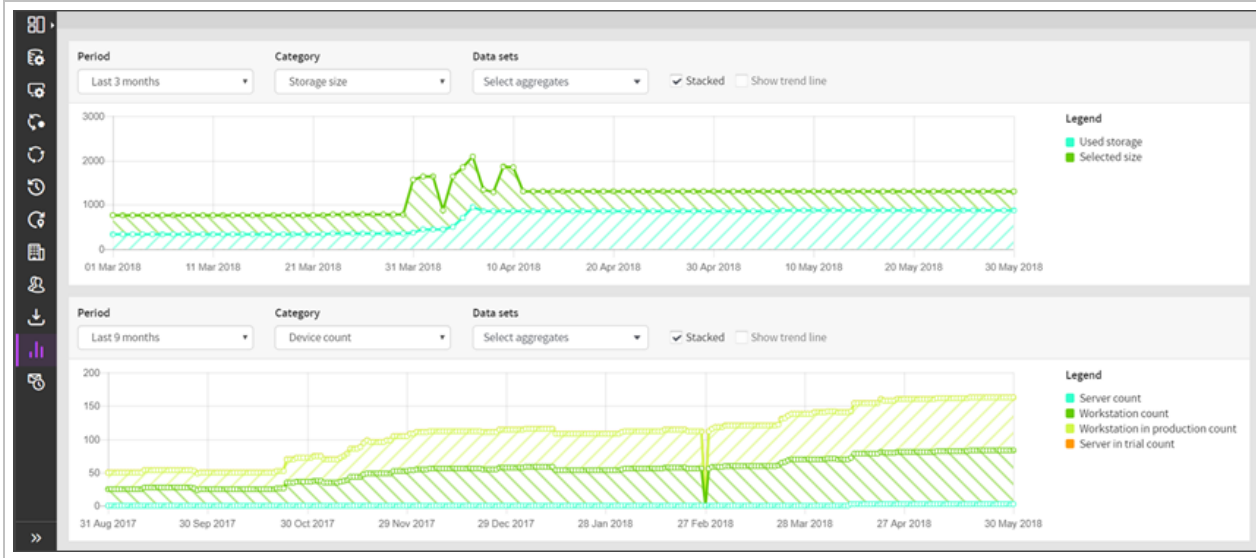 Period Category Data sets
Last 3 months Storage size Select aggregates Stacked Show trend line
3000
2000
1000
0
01 Mar 2018 11 Mar 2018 21 Mar 2018 31 Mar 2018 10 Apr 2018 20 Apr 2018 30 Apr 2018 10 May 2018 20 May 2018 30 May 2018
Legend
Used storage
Selected size
Period Category Data sets
Last 9 months Device count Select aggregates Stacked Show trend line
200
150
100
50
0
31 Aug 2017 30 Sep 2017 30 Oct 2017 29 Nov 2017 29 Dec 2017 28 Jan 2018 27 Feb 2018 28 Mar 2018 27 Apr 2018 30 May 2018
Legend
Server count
Workstation count
Workstation in production count
Server in trial count
»